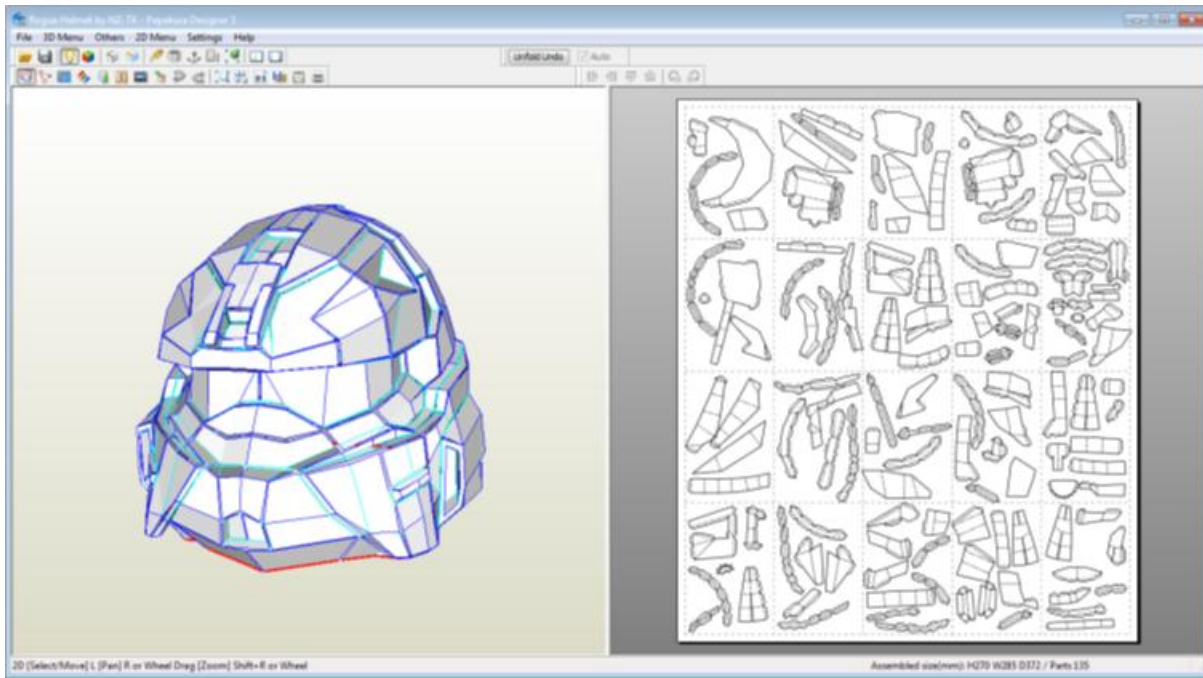 Rogue Helmet by NZ-TK - Pepakura Designer 3
File 3D Menu Others 2D Menu Settings Help
Unfold Undo Auto
2D [Select/Move] L [Pan] R or Wheel Drag [Zoom] Shift+R or Wheel
Assembled size(mm): H270 W285 D372 / Parts 135